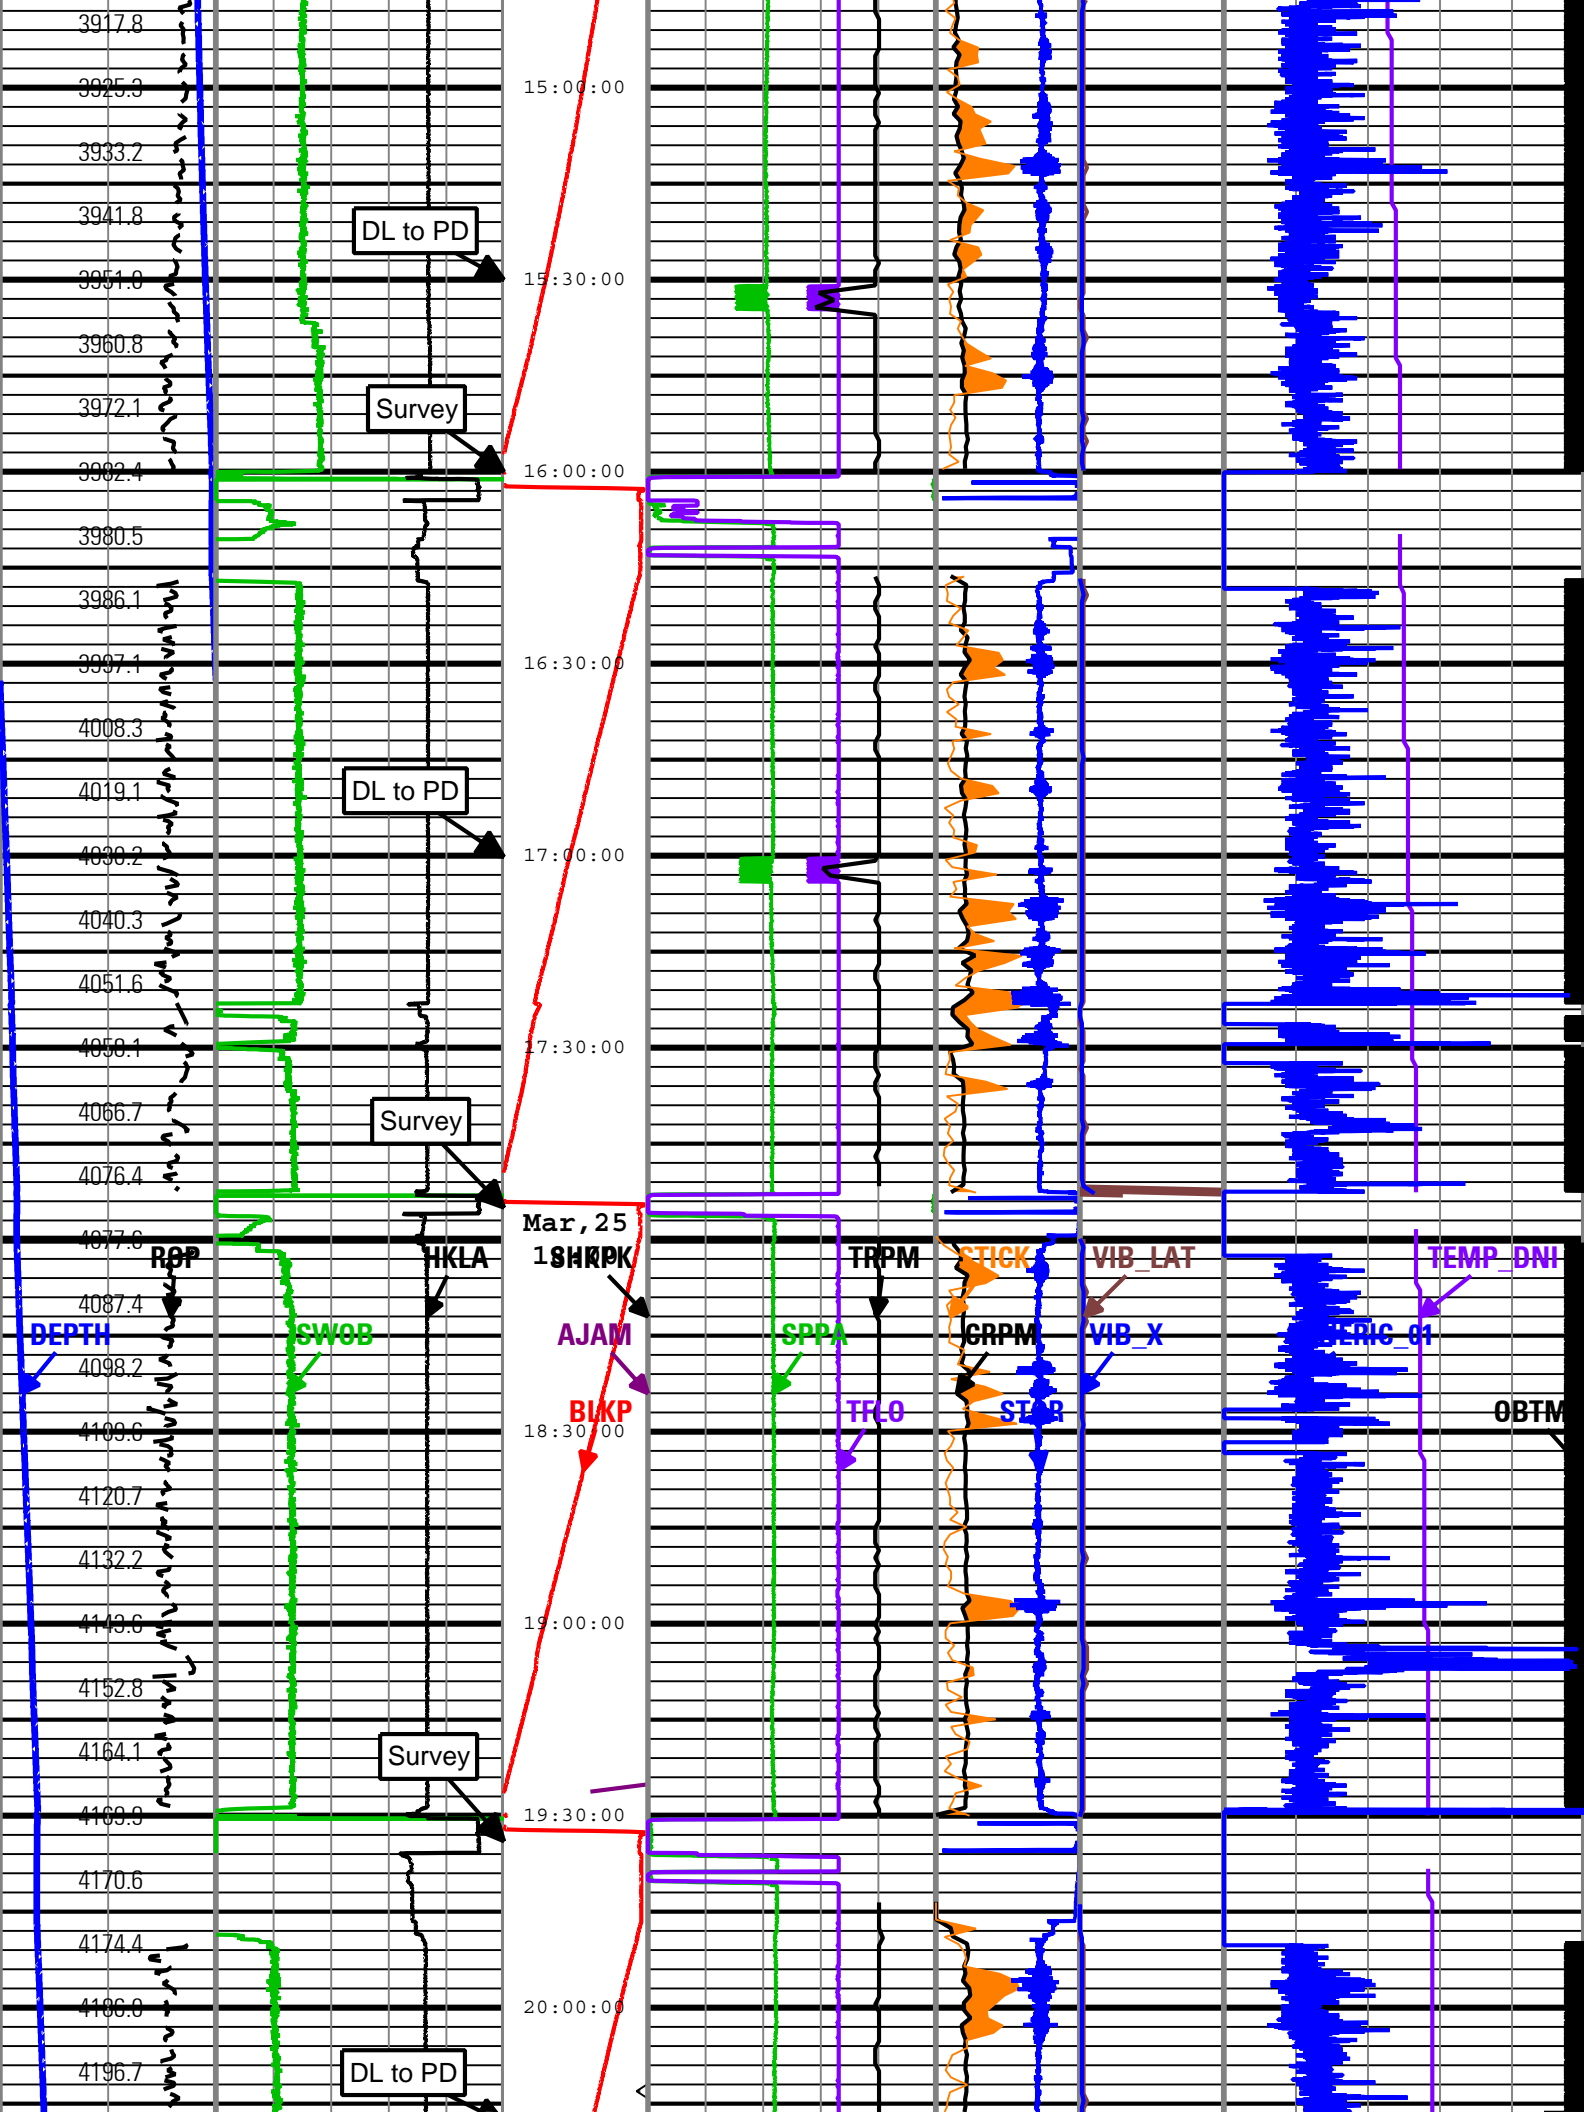 3917.8
3925.3 15:00:00
3933.2
3941.8
DL to PD
3951.0 15:30:00
3960.8
3972.1 Survey
3982.4 16:00:00
3980.5
3986.1
3997.1 16:30:00
4008.3
4019.1 DL to PD
4030.2 17:00:00
4040.3
4051.6
4058.1 17:30:00
4066.7 Survey
4076.4
Mar,25
4077.6
ROP HKLA SHKPK TRPM STICK VIB_LAT TEMP_DNI
4087.4
DEPTH SWOB AJAM SPPA CRPM VIB_X
4098.2
BLKP TFLO STOR OBTM
4109.6 18:30:00
4120.7
4132.2
4143.6 19:00:00
4152.8
4164.1 Survey
4169.9 19:30:00
4170.6
4174.4
4186.0 20:00:00
4196.7 DL to PD